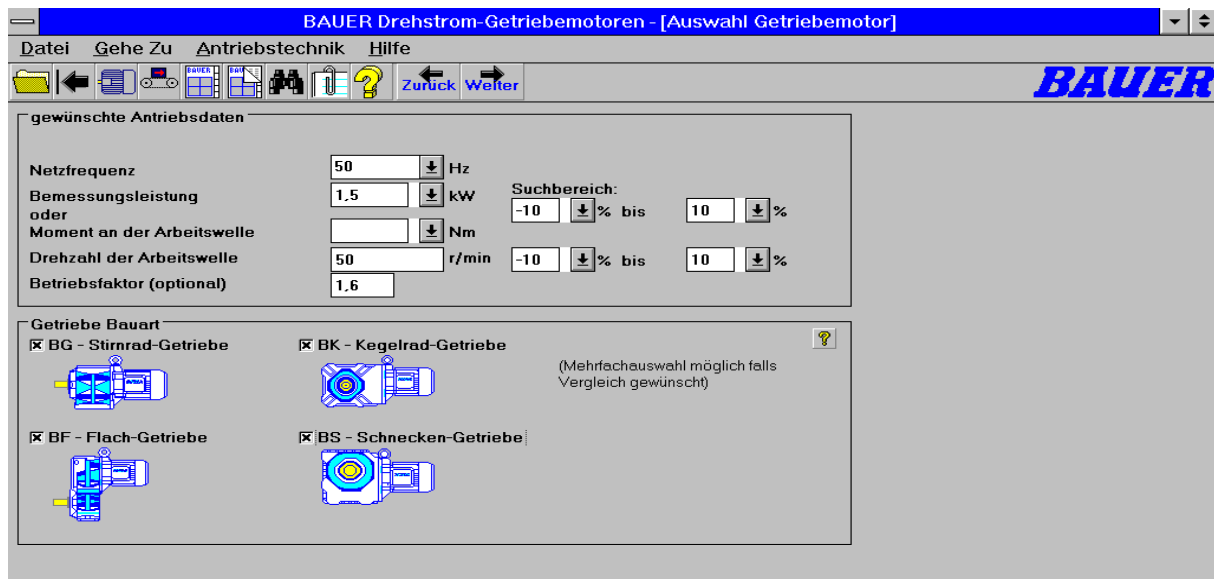 BAUER Drehstrom-Getriebemotoren - [Auswahl Getriebemotor]
Datei Gehe Zu Antriebstechnik Hilfe
Zurück Weiter
BAUER
gewünschte Antriebsdaten
Netzfrequenz 50 Hz
Bemessungsleistung 1,5 kW
oder
Suchbereich:
-10 % bis 10 %
Moment an der Arbeitswelle Nm
Drehzahl der Arbeitswelle 50 r/min -10 % bis 10 %
Betriebsfaktor (optional) 1,6
Getriebe Bauart
BG - Stirnrad-Getriebe BK - Kegelrad-Getriebe
(Mehrfachauswahl möglich falls
Vergleich gewünscht)
BF - Flach-Getriebe BS - Schnecken-Getriebe